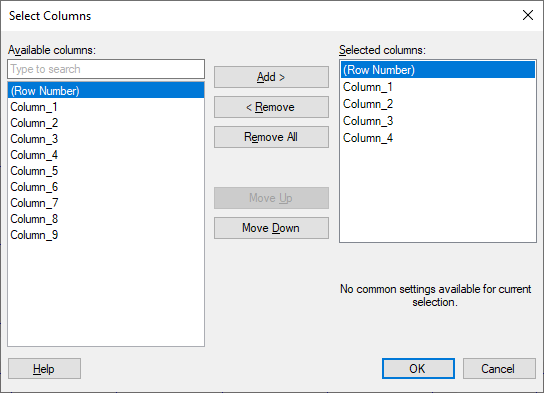 Select Columns
Available columns:
Type to search
(Row Number)
Column_1
Column_2
Column_3
Column_4
Column_5
Column_6
Column_7
Column_8
Column_9
Add >
< Remove
Remove All
Move Up
Move Down
Selected columns:
(Row Number)
Column_1
Column_2
Column_3
Column_4
No common settings available for current
selection.
Help
OK
Cancel